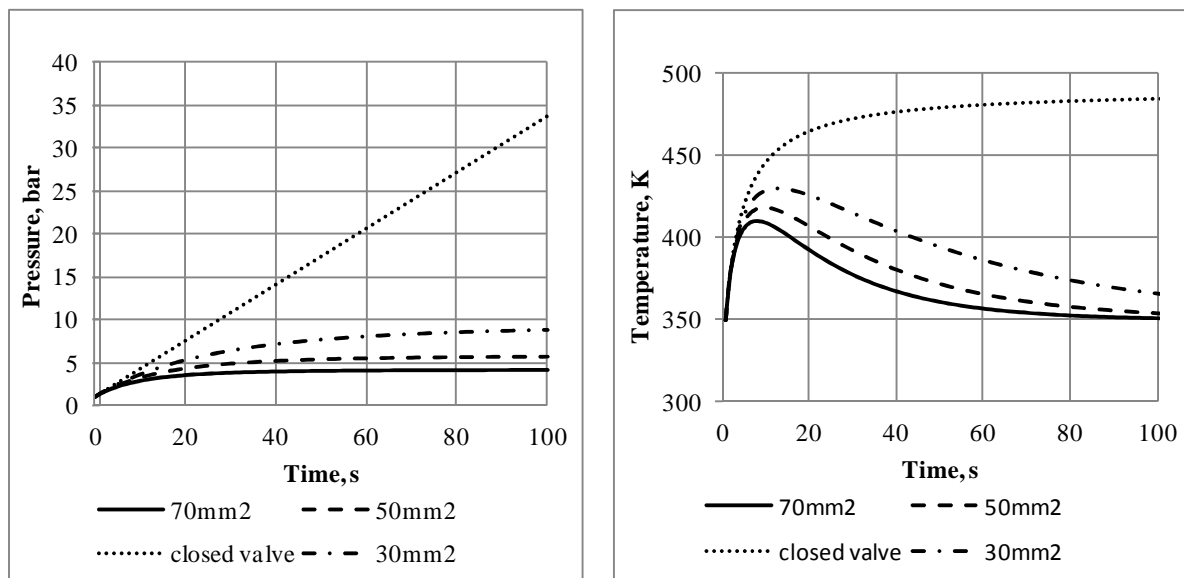 Pressure, bar
40
35
30
25
20
15
10
5
0
0 20 40 60 80 100
Time, s
70mm2 50mm2
closed valve 30mm2
Temperature, K
500
450
400
350
300
0 20 40 60 80 100
Time, s
70mm2 50mm2
closed valve 30mm2